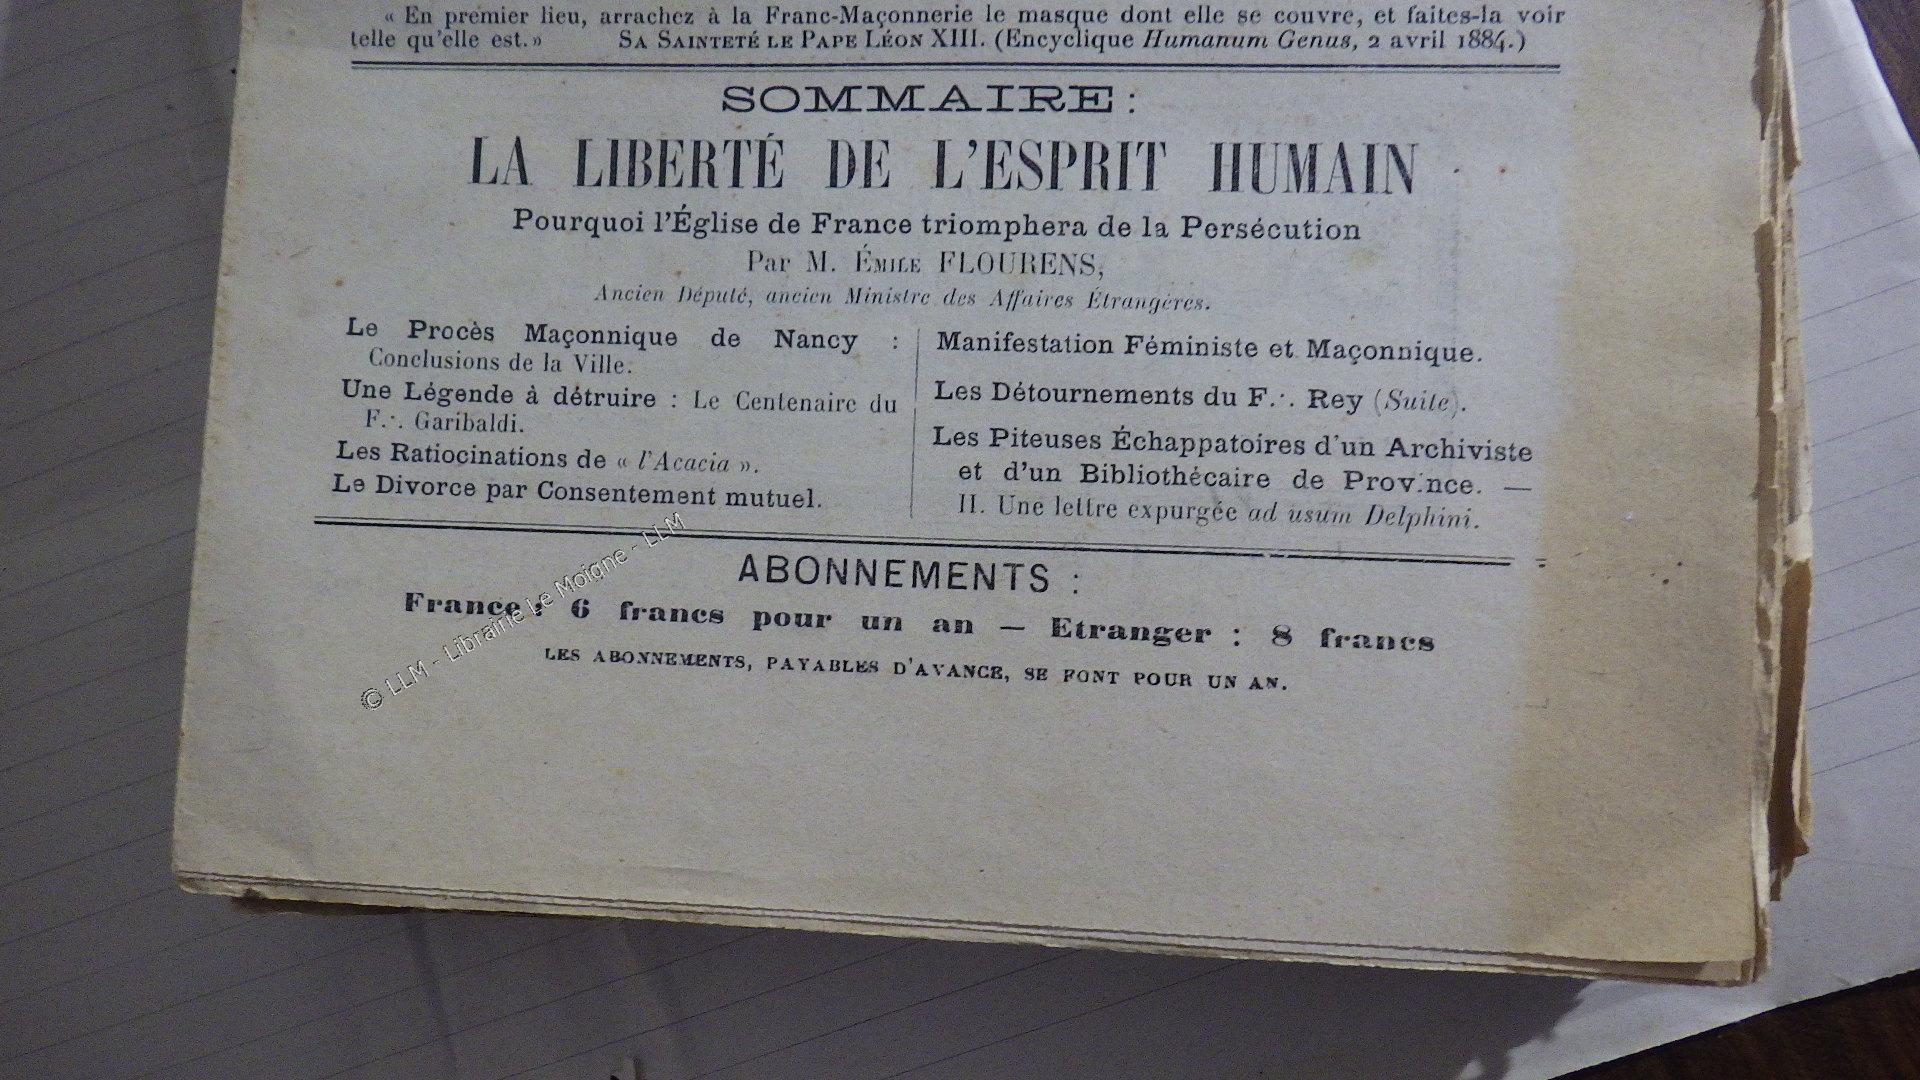 « En premier lieu, arrachez à la Franc-Maçonnerie le masque dont elle se couvre, et faites-la voir
telle qu'elle est.» SA SAINTETÉ LE PAPE LÉON XIII. (Encyclique Humanum Genus, 2 avril 1884.)
SOMMAIRE :
LA LIBERTÉ DE L'ESPRIT HUMAIN
Pourquoi l'Église de France triomphera de la Persécution
Par M. ÉMILE FLOURENS,
Ancien Député, ancien Ministre des Affaires Étrangères.
Le Procès Maçonnique de Nancy :
Conclusions de la Ville.
Une Légende à détruire : Le Centenaire du
F∴ Garibaldi.
Les Ratiocinations de « l'Acacia ».
Le Divorce par Consentement mutuel.
Manifestation Féministe et Maçonnique.
Les Détournements du F∴ Rey (Suite).
Les Piteuses Échappatoires d'un Archiviste
et d'un Bibliothécaire de Province. —
II. Une lettre expurgée ad usum Delphini.
ABONNEMENTS :
France : 6 francs pour un an — Etranger : 8 francs
LES ABONNEMENTS, PAYABLES D'AVANCE, SE FONT POUR UN AN.
© LLM - Librairie Le Moigne - LLM